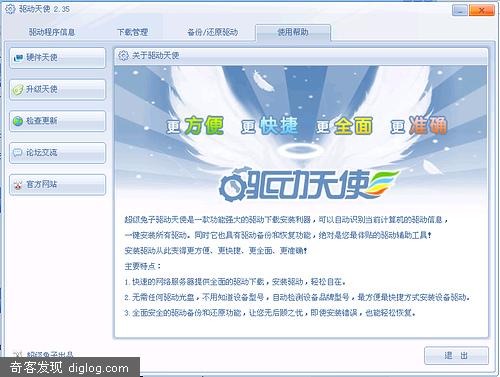 驱动天使 2.35
驱动程序信息 下载管理 备份/还原驱动 使用帮助
硬件天使
升级天使
检查更新
论坛交流
官方网站
关于驱动天使
更方便 更快捷 更全面 更准确
驱动天使
超级兔子驱动天使是一款功能强大的驱动下载安装利器，可以自动识别当前计算机的驱动信息，
一键安装所有驱动。同时它也具有驱动备份和恢复功能，绝对是您最体贴的驱动辅助工具！
安装驱动从此变得更方便、更快捷、更全面、更准确！
主要特点：
1.快速的网络服务器提供全面的驱动下载，安装驱动，轻松自在。
2.无需任何驱动光盘，不用知道设备型号，自动检测设备品牌型号，最方便最快捷方式安装设备驱动。
3.全面安全的驱动备份和还原功能，让您无后顾之忧，即使安装错误，也能轻松恢复。
超级兔子出品
退 出
奇客发现 diglog.com